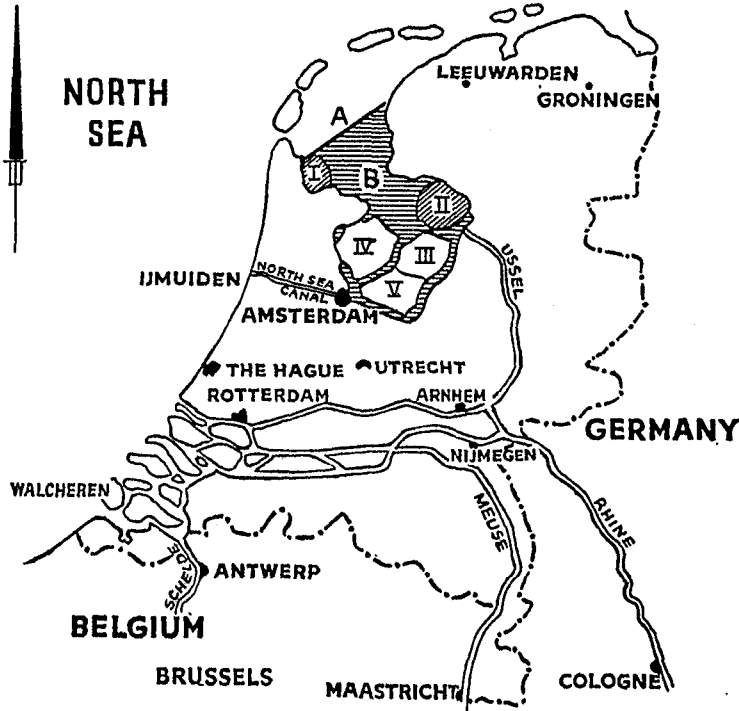 LEEUWARDEN
GRONINGEN
NORTH
SEA
A
I
B
II
IV
III
V
IJSSEL
IJMUIDEN
NORTH SEA
CANAL
AMSTERDAM
THE HAGUE
UTRECHT
ROTTERDAM
ARNHEM
GERMANY
NIJMEGEN
WALCHEREN
MEUSE
RHINE
SCHELDE
ANTWERP
BELGIUM
BRUSSELS
MAASTRICHT
COLOGNE